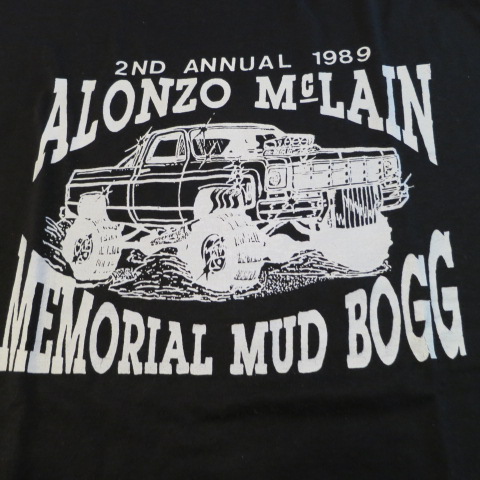 2ND ANNUAL 1989
ALONZO McLAIN
MEMORIAL MUD BOGG